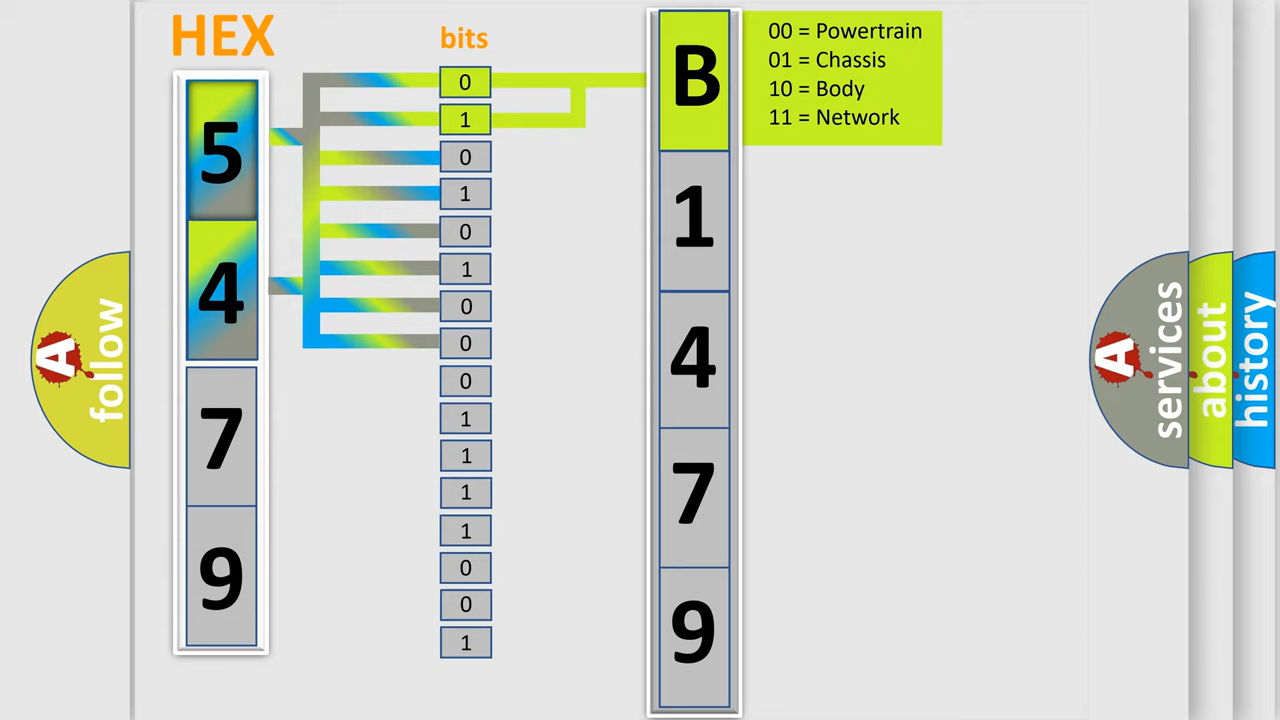 HEX
bits
5
4
7
9
0
1
0
1
0
1
0
0
0
1
1
1
1
0
0
1
B
1
4
7
9
00 = Powertrain
01 = Chassis
10 = Body
11 = Network
A
follow
A
services
about
history